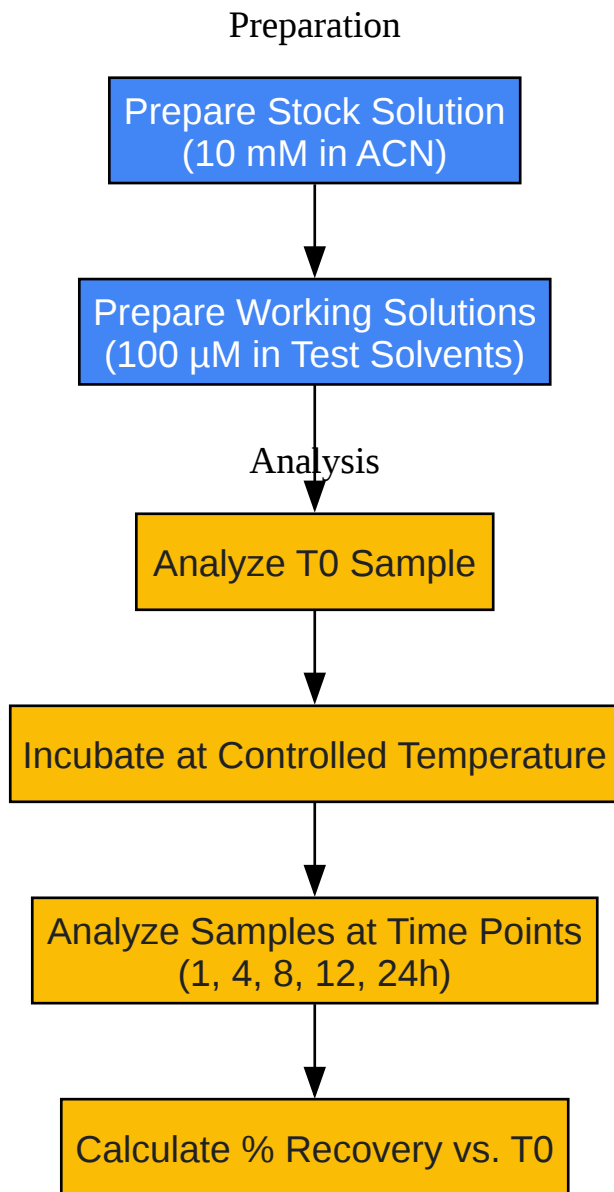 Preparation
Prepare Stock Solution
(10 mM in ACN)
Prepare Working Solutions
(100 µM in Test Solvents)
Analysis
Analyze T0 Sample
Incubate at Controlled Temperature
Analyze Samples at Time Points
(1, 4, 8, 12, 24h)
Calculate % Recovery vs. T0